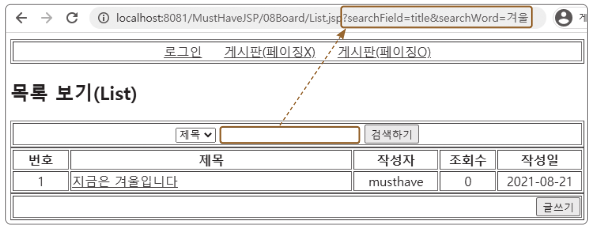 localhost:8081/MustHaveJSP/08Board/List.jsp?searchField=title&searchWord=겨울
로그인 게시판(페이징X) 게시판(페이징O)
목록 보기(List)
제목 검색하기
번호 제목 작성자 조회수 작성일
1 지금은 겨울입니다 musthave 0 2021-08-21
글쓰기